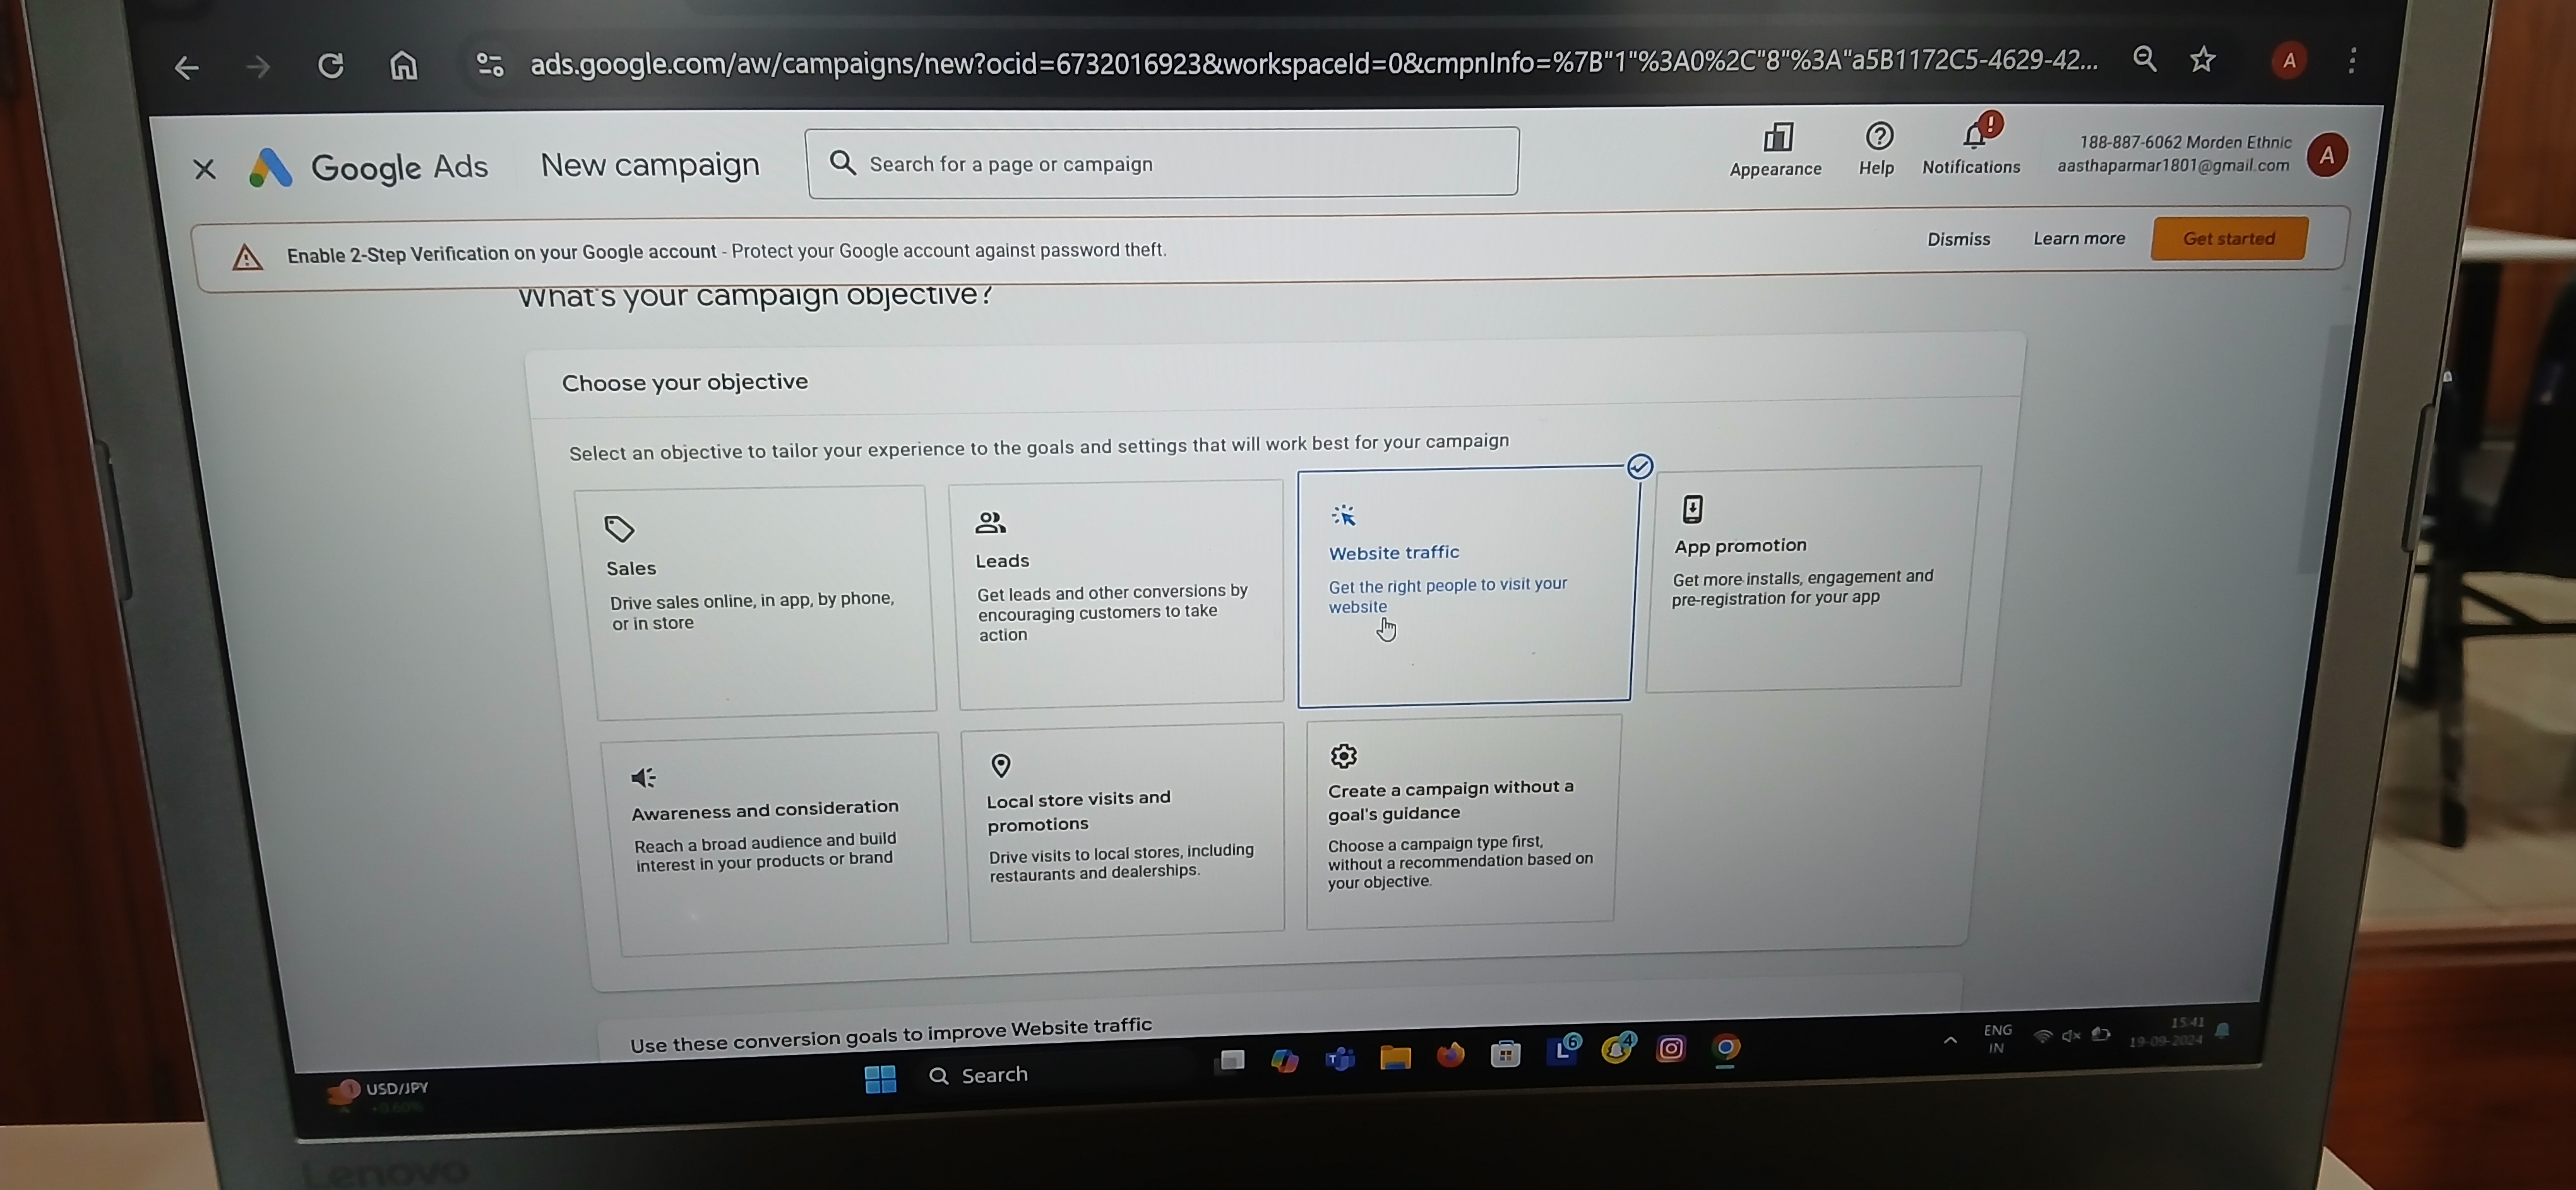 ads.google.com/aw/campaigns/new?ocid=6732016923&workspaceId=0&cmpnInfo=%7B"1"%3A0%2C"8"%3A"a5B1172C5-4629-42...
A
Google Ads
New campaign
Search for a page or campaign
Appearance
Help
Notifications
188-887-6062 Morden Ethnic
aasthaparmar1801@gmail.com
A
Enable 2-Step Verification on your Google account - Protect your Google account against password theft.
Dismiss
Learn more
Get started
What's your campaign objective?
Choose your objective
Select an objective to tailor your experience to the goals and settings that will work best for your campaign
Sales
Drive sales online, in app, by phone,
or in store
Leads
Get leads and other conversions by
encouraging customers to take
action
Website traffic
Get the right people to visit your
website
App promotion
Get more installs, engagement and
pre-registration for your app
Awareness and consideration
Reach a broad audience and build
interest in your products or brand
Local store visits and
promotions
Drive visits to local stores, including
restaurants and dealerships.
Create a campaign without a
goal's guidance
Choose a campaign type first,
without a recommendation based on
your objective.
Use these conversion goals to improve Website traffic
1
USD/JPY
+0.60%
Search
T
L
6
4
ENG
IN
15:41
19-09-2024
Lenovo